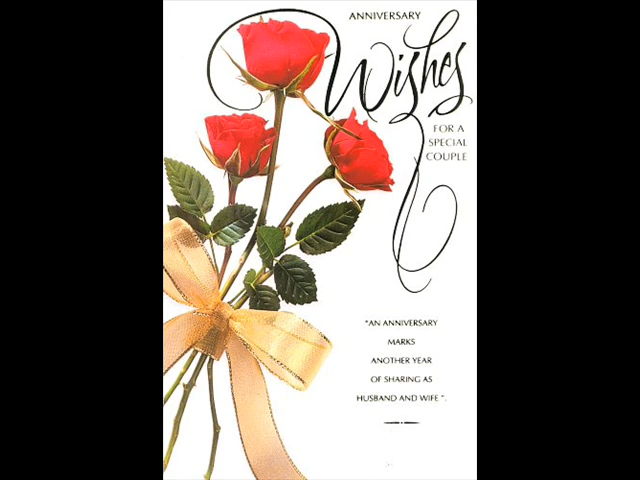 ANNIVERSARY
Wishes
FOR A
SPECIAL
COUPLE
"AN ANNIVERSARY
MARKS
ANOTHER YEAR
OF SHARING AS
HUSBAND AND WIFE ".